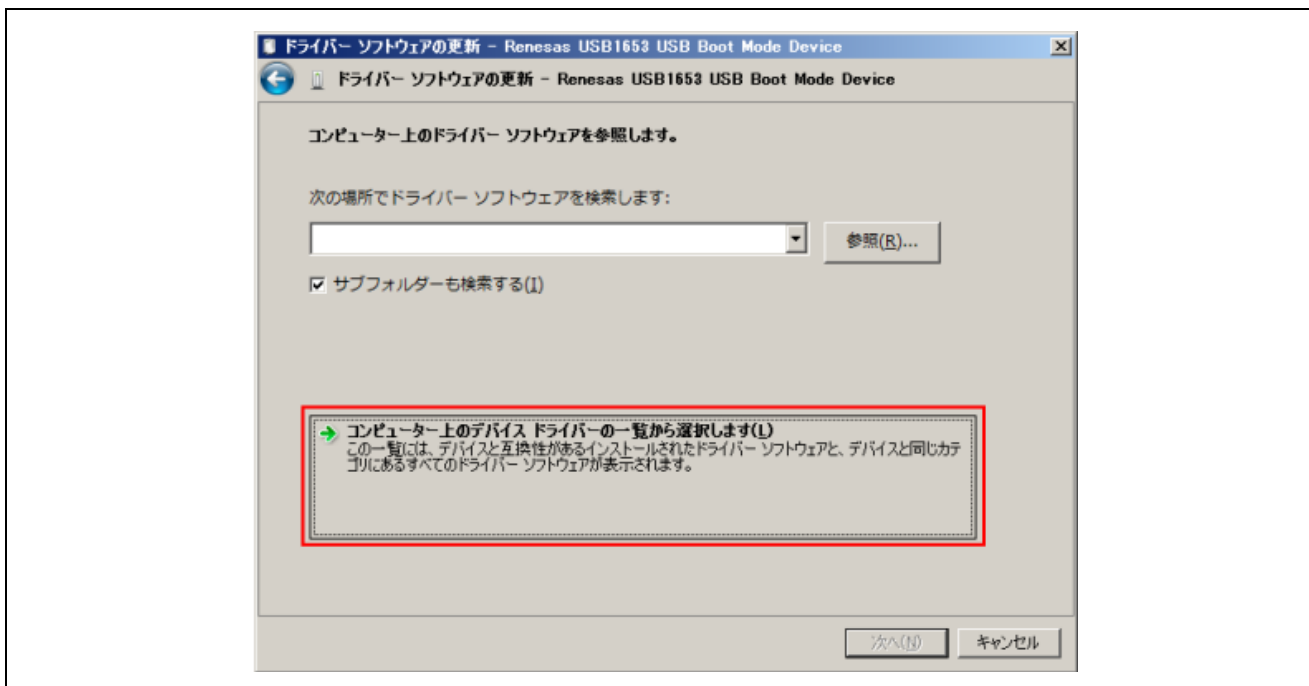 ドライバー ソフトウェアの更新 - Renesas USB1653 USB Boot Mode Device
ドライバー ソフトウェアの更新 - Renesas USB1653 USB Boot Mode Device
コンピューター上のドライバー ソフトウェアを参照します。
次の場所でドライバー ソフトウェアを検索します:
参照(R)...
サブフォルダーも検索する(I)
コンピューター上のデバイス ドライバーの一覧から選択します(L)
この一覧には、デバイスと互換性があるインストールされたドライバー ソフトウェアと、デバイスと同じカテ
ゴリにあるすべてのドライバー ソフトウェアが表示されます。
次へ(N)
キャンセル